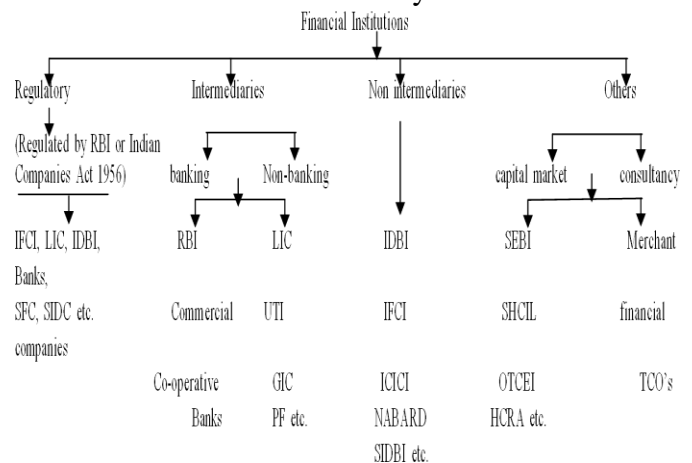 Financial Institutions
Regulatory Intermediaries Non intermediaries Others
(Regulated by RBI or Indian
Companies Act 1956) banking Non-banking capital market consultancy
IFCI, LIC, IDBI, RBI LIC IDBI SEBI Merchant
Banks,
SFC, SIDC etc. Commercial UTI IFCI SHCIL financial
companies
Co-operative GIC ICICI OTCEI TCO's
Banks PF etc. NABARD HCRA etc.
SIDBI etc.